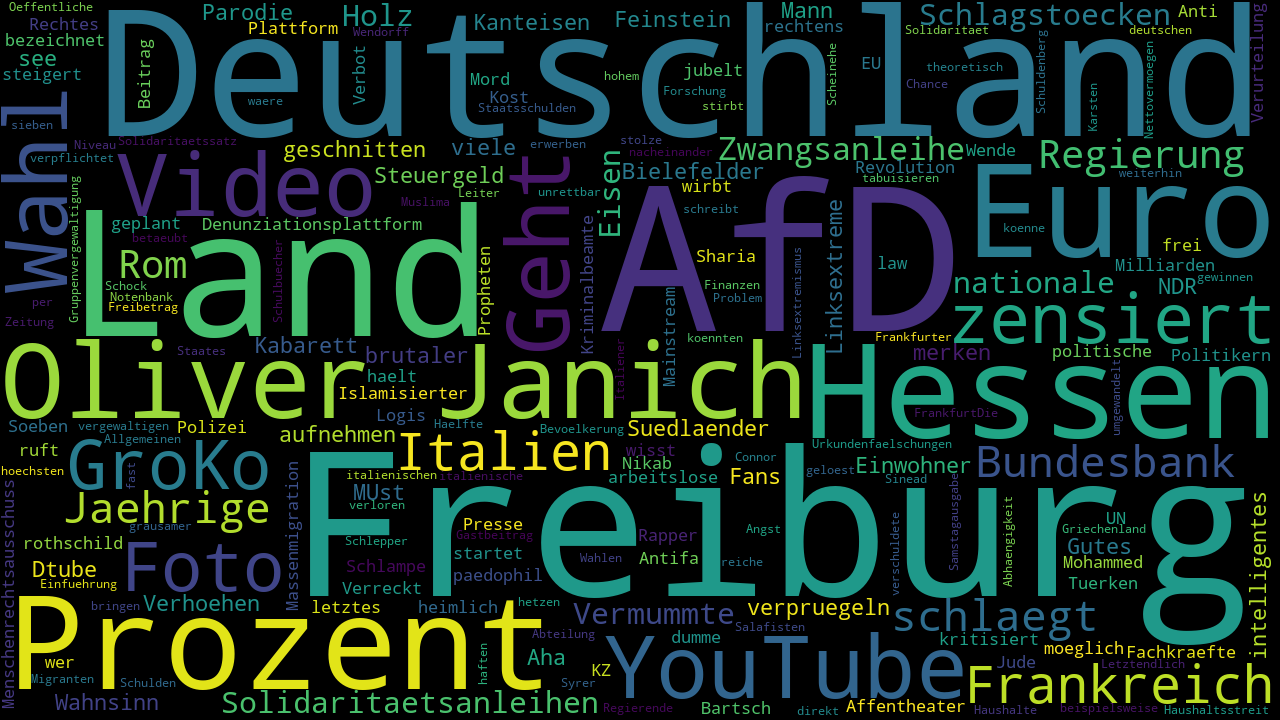 Oeffentliche
Rechtes
bezeichnet
see
steigert
Parodie
Plattform
Wendorff
Holz
Kanteisen
Feinstein
Mann
rechtens
Schlagstoecken
Anti
Solidaritaet
deutschen
Deutschland
Beitrag
waere
Verbot
Mord
Kost
Staatsschulden
hohem
jubelt
Forschung
stirbt
Scheinehe
EU
theoretisch
Chance
Schuldenberg
Karsten
Nettovermoegen
Verurteilung
sieben
Wahl
Niveau
Solidaritaetssatz
verpflichtet
geschnitten
viele
erwerben
stolze
nacheinander
Zwangsanleihe
Wende
Regierung
Video
Steuergeld
Leiter
Geht
unrettbar
Eisen
Bielefelder
wirbt
schreibt
Revolution
tabuisieren
weiterhin
Euro
koenne
Gruppenvergewaltigung
geplant
betaeubt
Denunziationsplattform
Muslima
Land
AfD
Rom
Schock
Notenbank
Freibetrag
Schulbuecher
Propheten
Kriminalbeamte
Mainstream
Sharia
Finanzen
Problem
Linksextremismus
Linksextreme
law
frei
Milliarden
nationale
NDR
gewinnen
per
Zeitung
zensiert
Staates
Kabarett
brutaler
Italiener
koennten
Frankfurter
merken
politische
Politikern
Oliver Janich
Hessen
haelt
Islamisierter
Logis
Haelfte
FrankfurtDie
umgewandelt
Soeben
vergewaltigen
Polizei
Allgemeinen
aufnehmen
Bevoelkerung
Suedlaender
Urkundenfaelschungen
ruft
hoechsten
GroKo
fast
Italien
wisst
Nikab
Connor
geloest
Einwohner
Sinead
Bundesbank
italienischen
italienische
arbeitslose
Fans
Jaehrige
grausamer
Massenmigration
MUst
verloren
Freiburg
Presse
Gastbeitrag
Rapper
Angst
verschuldete
Samstagausgabe
Abhaengigkeit
UN
Griechenland
Menschenrechtsausschuss
rothschild
Schlepper
startet
Wahlen
Antifa
reiche
Gutes
intelligentes
Dtube
Einfuehrung
Foto
Schlampe
paedophil
Mohammed
Verreckt
Tuerken
bringen
Verhoehen
letztes
heimlich
hetzen
Vermummte
verpruegeln
Salafisten
schlaegt
Prozent
Abteilung
dumme
kritisiert
moeglich
Fachkraefte
wer
Migranten
Schulden
haften
Aha
Syrer
KZ
YouTube
Jude
Letztendlich
Frankreich
Wahnsinn
Solidaritaetsanleihen
Regierende
Bartsch
direkt
Affentheater
Haushalte
beispielsweise
Haushaltsstreit